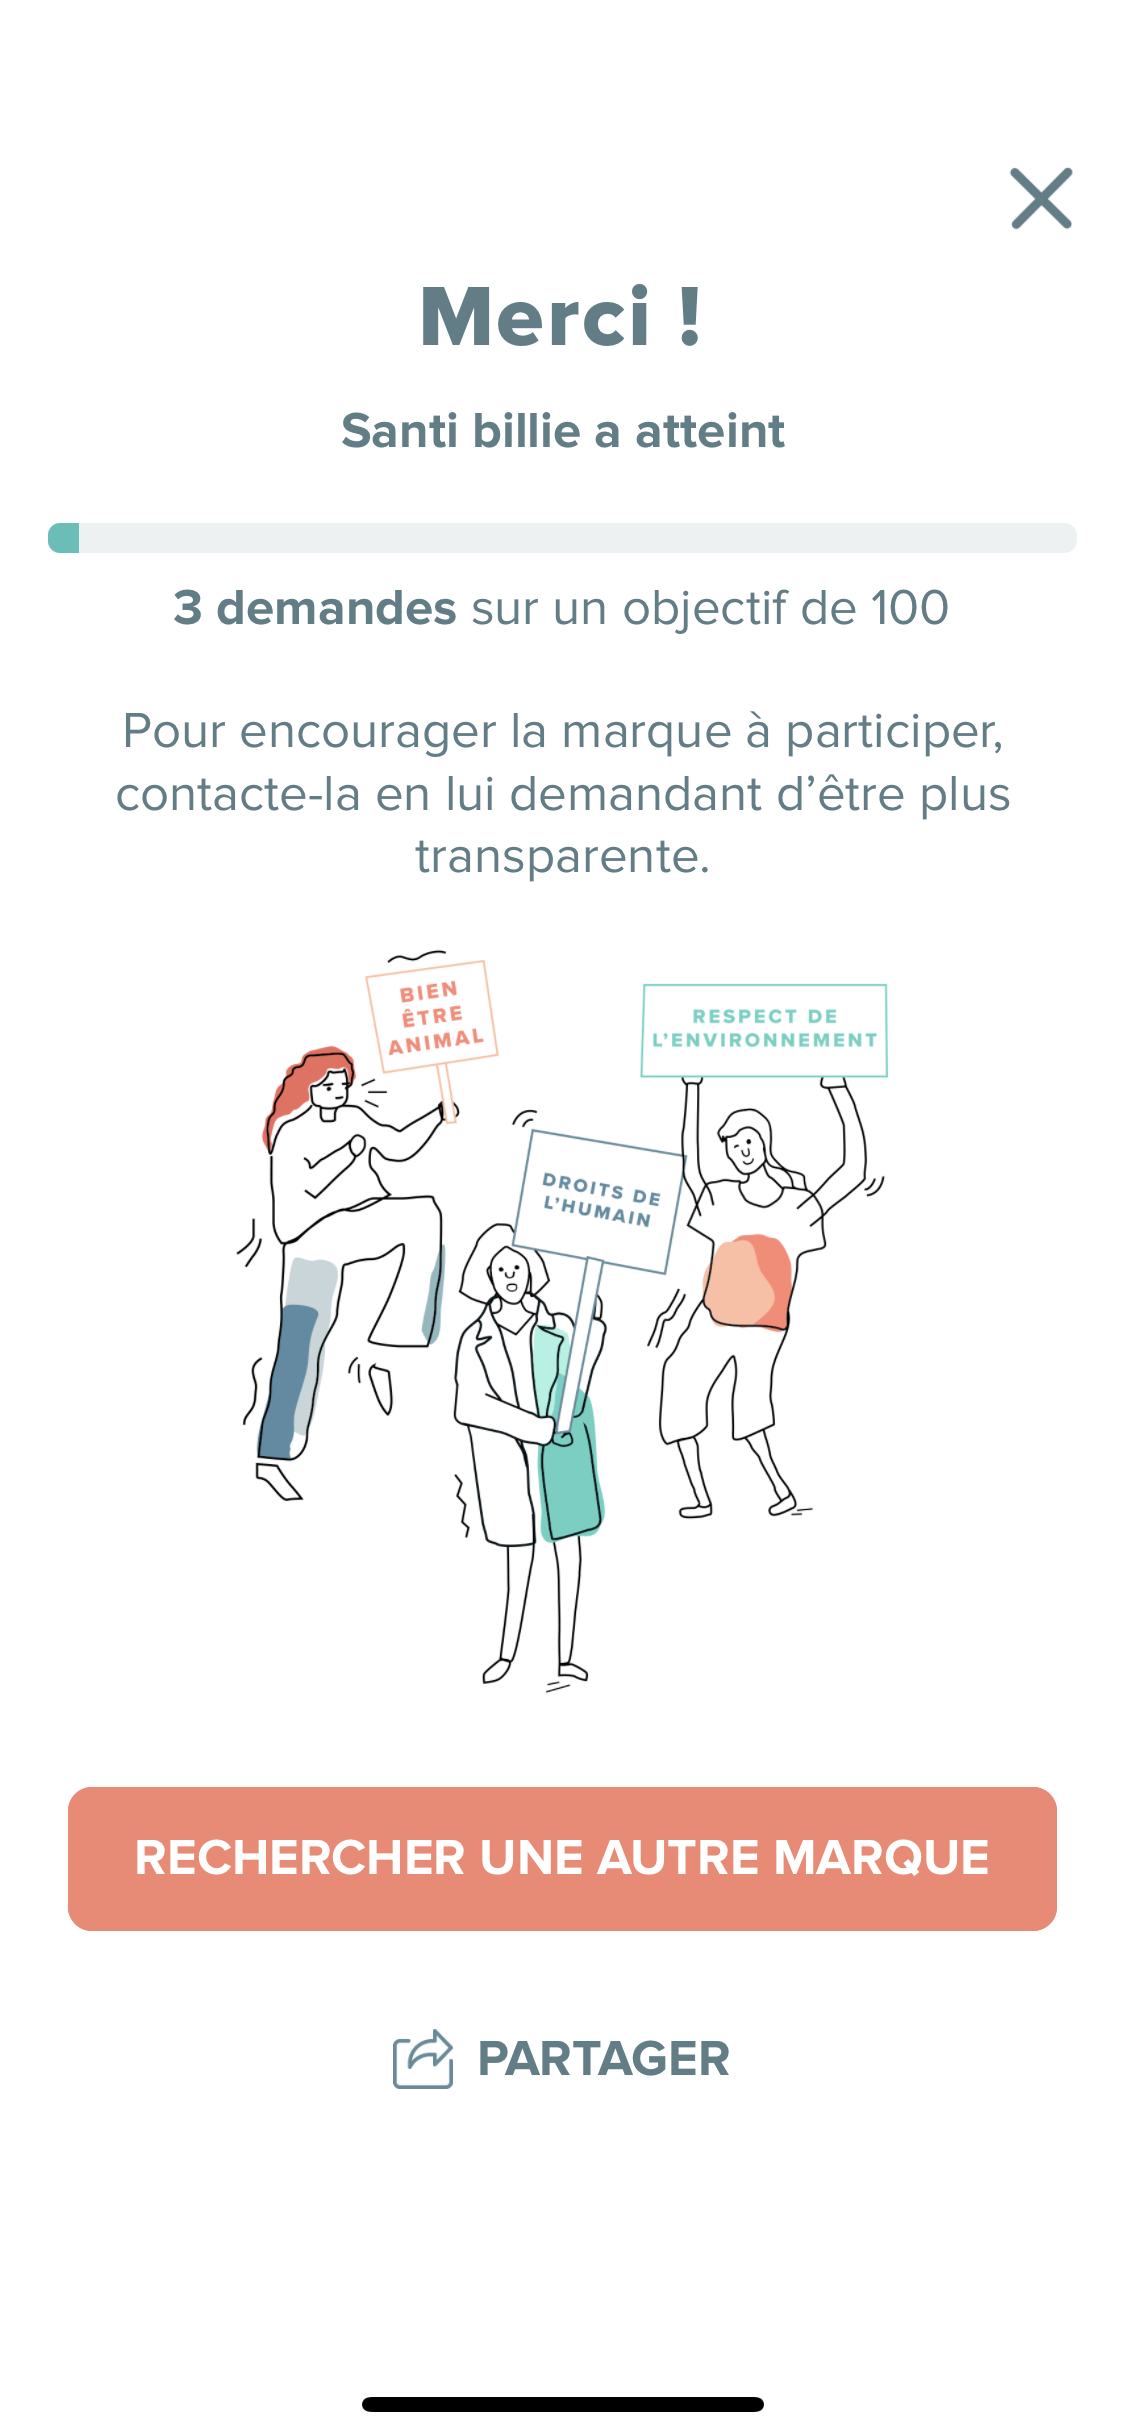 Merci !
Santi billie a atteint
3 demandes sur un objectif de 100
Pour encourager la marque à participer,
contacte-la en lui demandant d’être plus
transparente.
BIEN
ÊTRE
ANIMAL
RESPECT DE
L’ENVIRONNEMENT
DROITS DE
L’HUMAIN
RECHERCHER UNE AUTRE MARQUE
PARTAGER